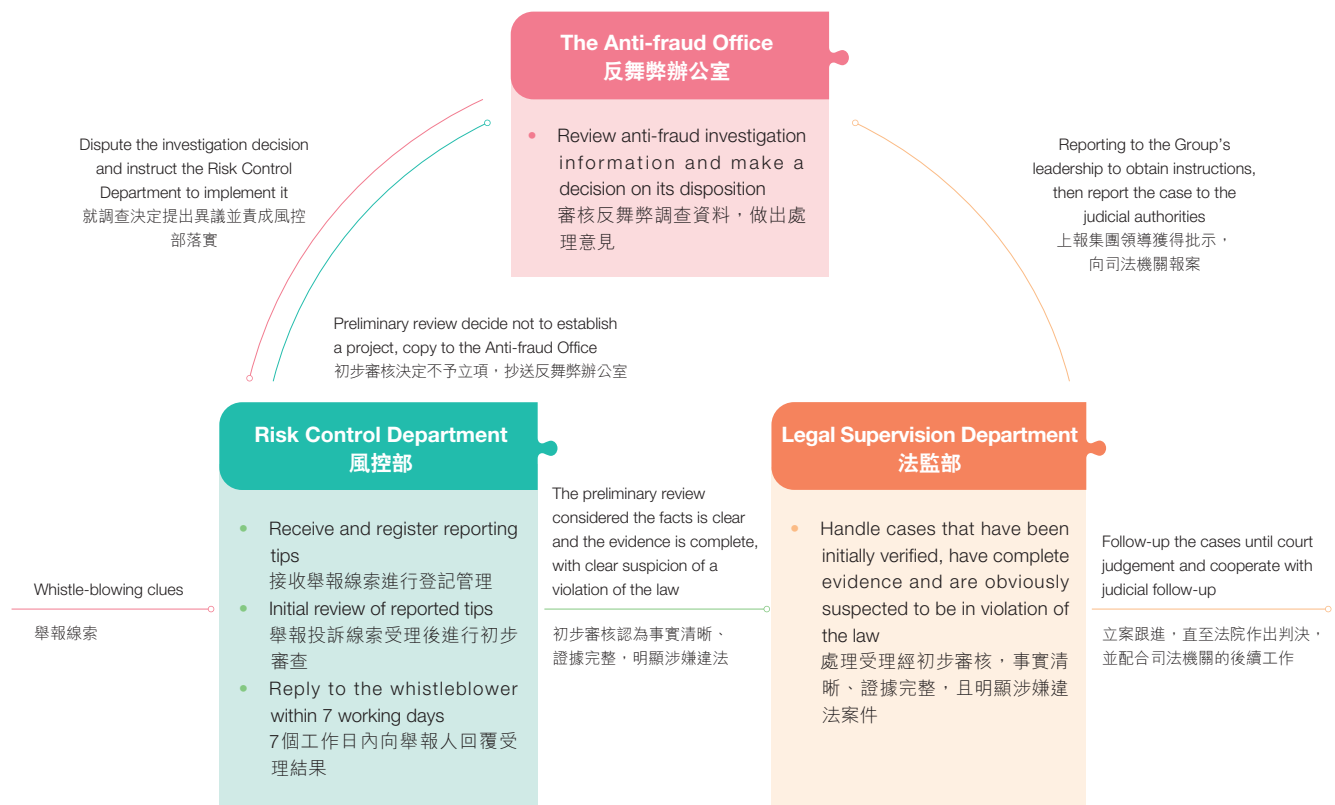 The Anti-fraud Office
反舞弊辦公室
Review anti-fraud investigation
information and make a
decision on its disposition
審核反舞弊調查資料，做出處
理意見
Dispute the investigation decision
and instruct the Risk Control
Department to implement it
就調查決定提出異議並責成風控
部落實
Reporting to the Group's
leadership to obtain instructions,
then report the case to the
judicial authorities
上報集團領導獲得批示，
向司法機關報案
Preliminary review decide not to establish
a project, copy to the Anti-fraud Office
初步審核決定不予立項，抄送反舞弊辦公室
Whistle-blowing clues
舉報線索
Risk Control Department
風控部
Receive and register reporting
tips
接收舉報線索進行登記管理
Initial review of reported tips
舉報投訴線索受理後進行初步
審查
Reply to the whistleblower
within 7 working days
7個工作日內向舉報人回覆受
理結果
The preliminary review
considered the facts is clear
and the evidence is complete,
with clear suspicion of a
violation of the law
初步審核認為事實清晰、
證據完整，明顯涉嫌違法
Legal Supervision Department
法監部
Handle cases that have been
initially verified, have complete
evidence and are obviously
suspected to be in violation of
the law
處理受理經初步審核，事實清
晰、證據完整，且明顯涉嫌違
法案件
Follow-up the cases until court
judgement and cooperate with
judicial follow-up
立案跟進，直至法院作出判決，
並配合司法機關的後續工作